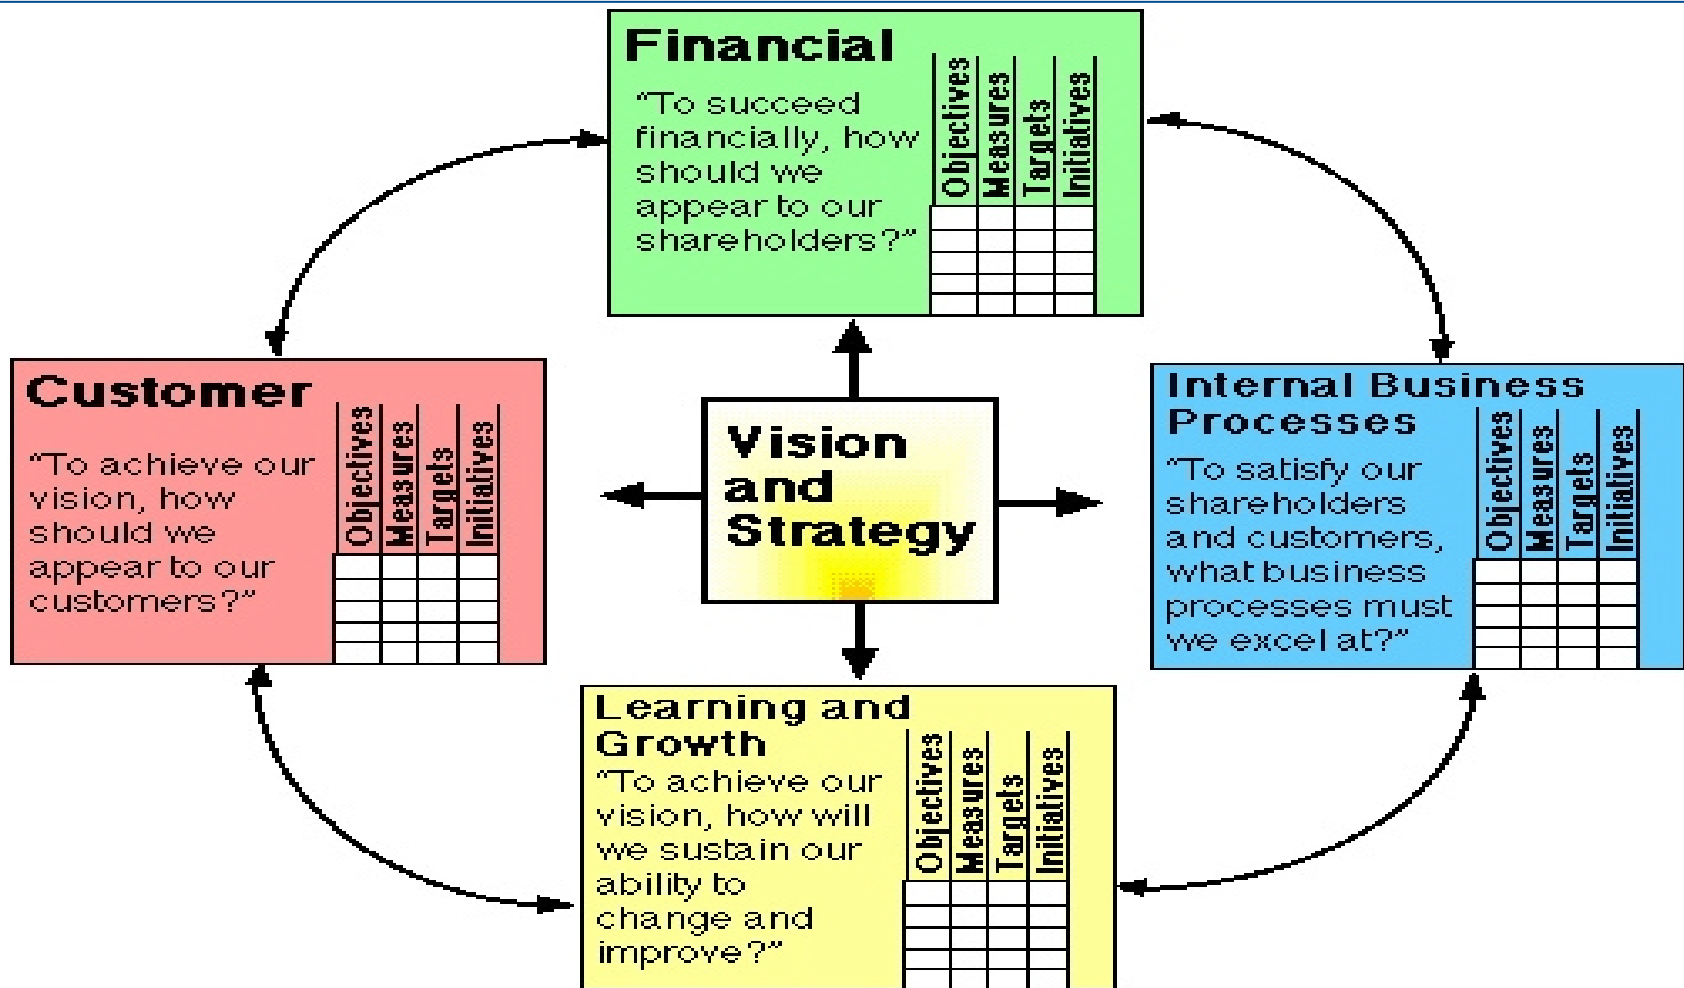 Financial
“To succeed
financially, how
should we
appear to our
shareholders?”
Objectives
Measures
Targets
Initiatives
Customer
“To achieve our
vision, how
should we
appear to our
customers?”
Objectives
Measures
Targets
Initiatives
Vision
and
Strategy
Internal Business
Processes
“To satisfy our
shareholders
and customers,
what business
processes must
we excel at?”
Objectives
Measures
Targets
Initiatives
Learning and
Growth
“To achieve our
vision, how will
we sustain our
ability to
change and
improve?”
Objectives
Measures
Targets
Initiatives